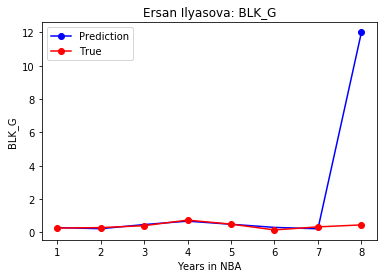 Ersan Ilyasova: BLK_G
Prediction
True
12
10
8
6
4
2
0
BLK_G
1 2 3 4 5 6 7 8
Years in NBA